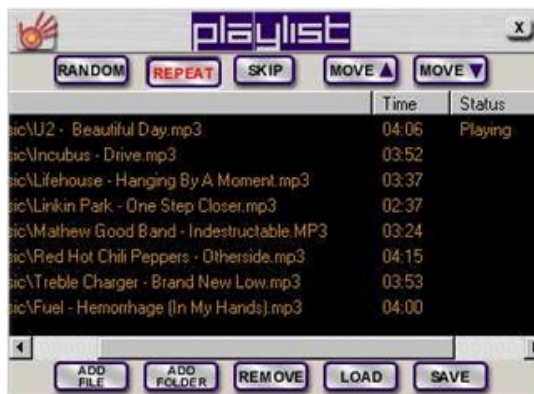 playlist
X
RANDOM REPEAT SKIP MOVE MOVE
Time Status
sic\U2 - Beautiful Day.mp3 04:06 Playing
sic\Incubus - Drive.mp3 03:52
sic\Lifehouse - Hanging By A Moment.mp3 03:37
sic\Linkin Park - One Step Closer.mp3 02:37
sic\Mathew Good Band - Indestructable.MP3 03:24
sic\Red Hot Chili Peppers - Otherside.mp3 04:15
sic\Treble Charger - Brand New Low.mp3 03:53
sic\Fuel - Hemorrhage (In My Hands).mp3 04:00
ADD FILE ADD FOLDER REMOVE LOAD SAVE